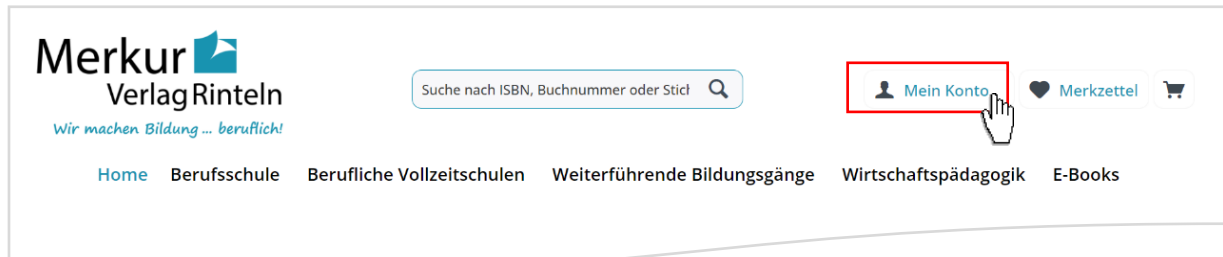 Merkur
Verlag Rinteln
Wir machen Bildung ... beruflich!
Suche nach ISBN, Buchnummer oder Stich
Mein Konto
Merkzettel
Home Berufsschule Berufliche Vollzeitschulen Weiterführende Bildungsgänge Wirtschaftspädagogik E-Books